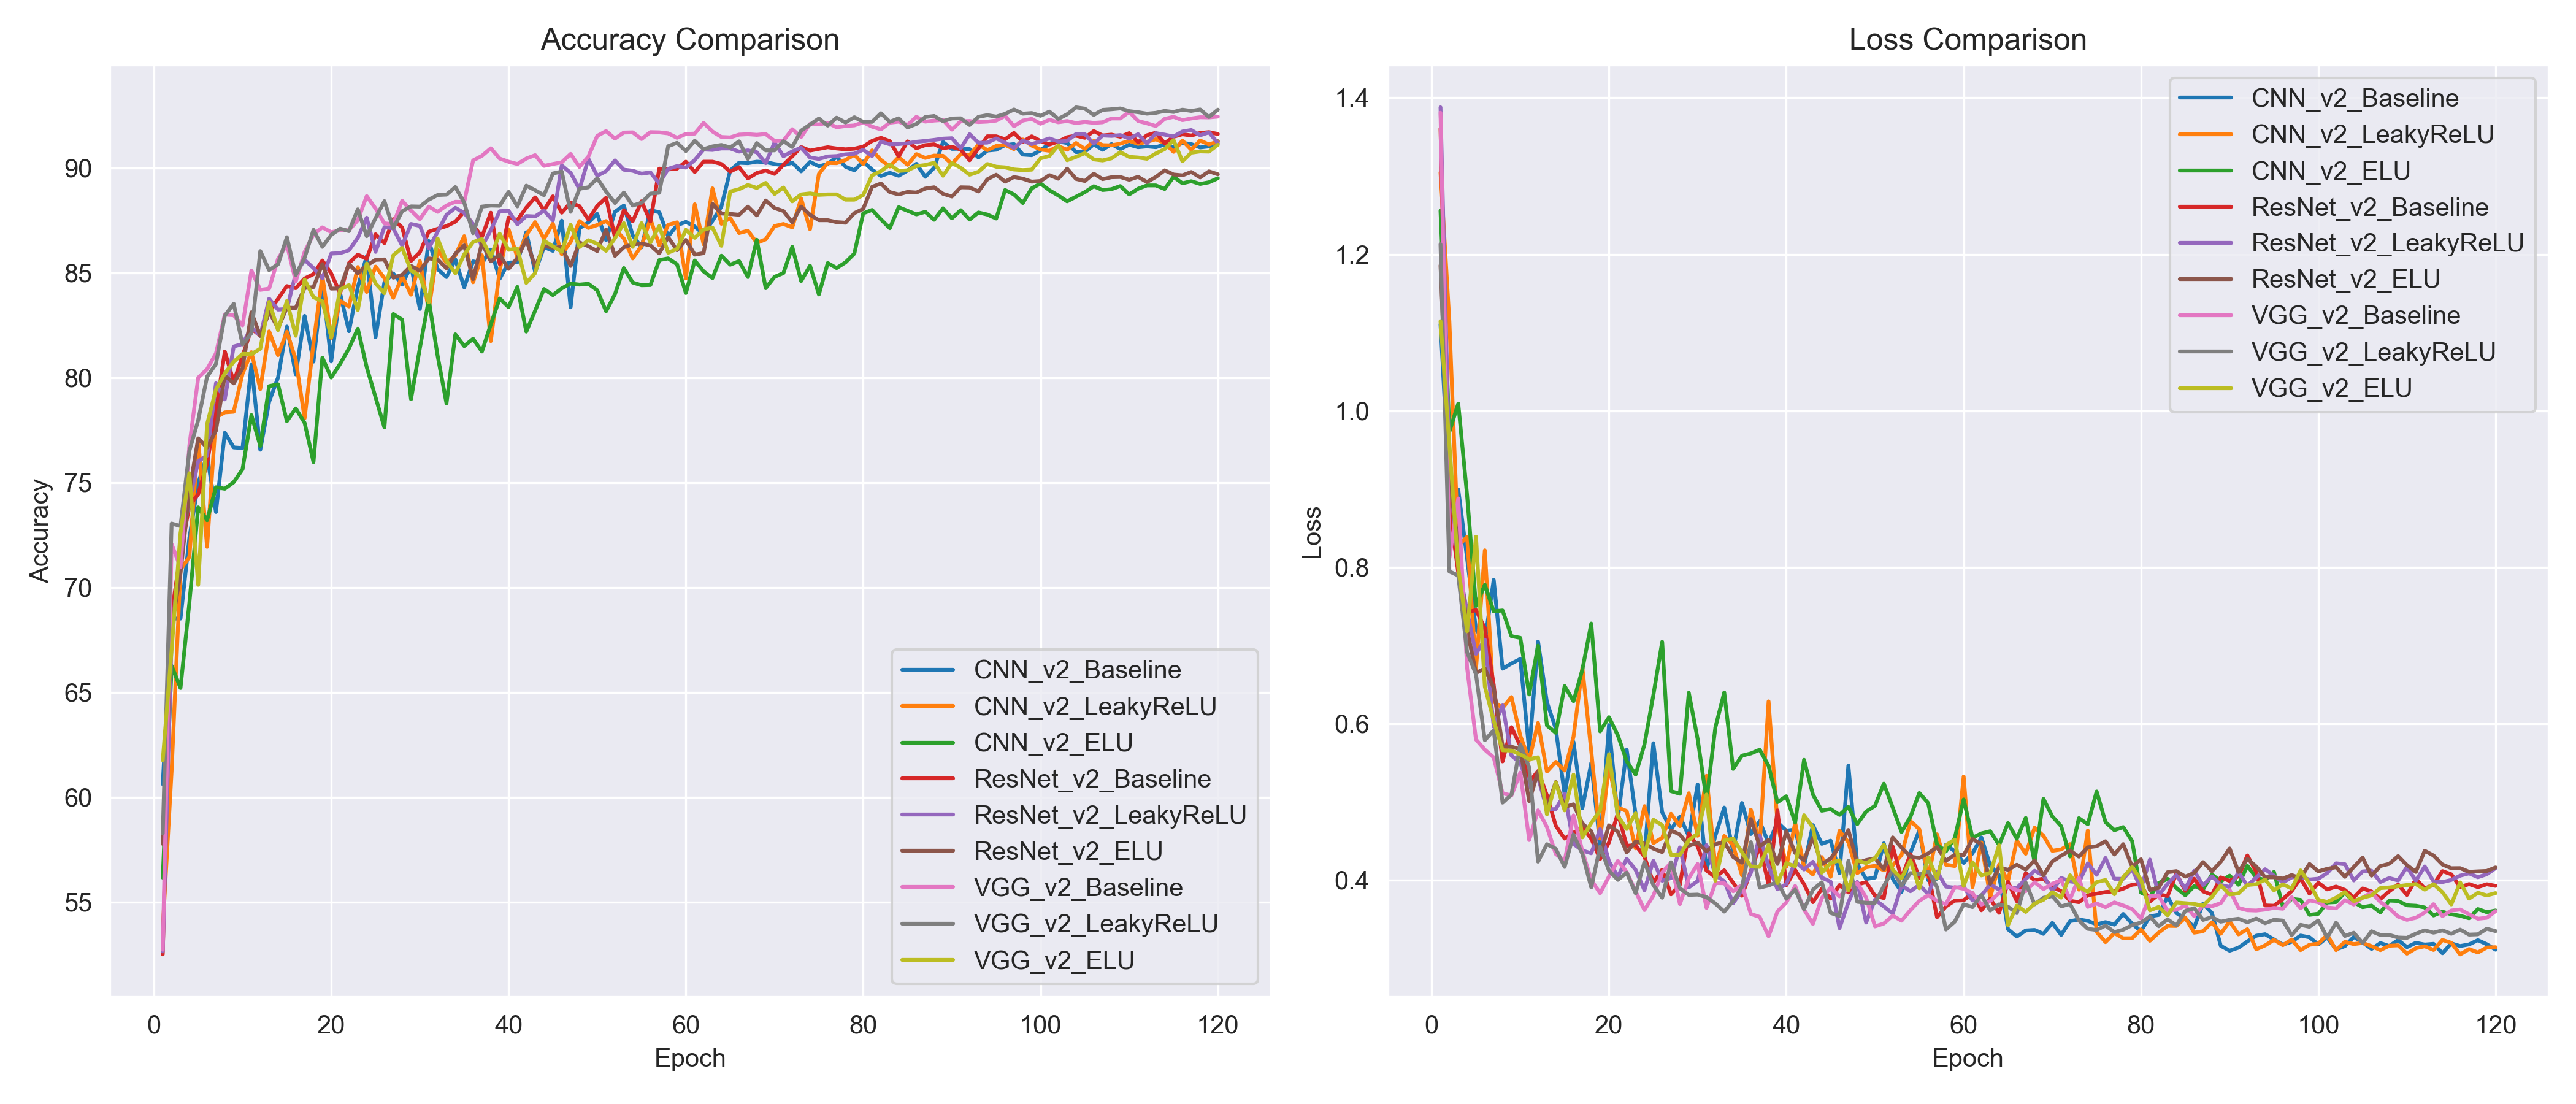 Accuracy Comparison
Accuracy
90
85
80
75
70
65
60
55
0
20
40
60
80
100
120
Epoch
CNN_v2_Baseline
CNN_v2_LeakyReLU
CNN_v2_ELU
ResNet_v2_Baseline
ResNet_v2_LeakyReLU
ResNet_v2_ELU
VGG_v2_Baseline
VGG_v2_LeakyReLU
VGG_v2_ELU
Loss Comparison
Loss
1.4
1.2
1.0
0.8
0.6
0.4
0
20
40
60
80
100
120
Epoch
CNN_v2_Baseline
CNN_v2_LeakyReLU
CNN_v2_ELU
ResNet_v2_Baseline
ResNet_v2_LeakyReLU
ResNet_v2_ELU
VGG_v2_Baseline
VGG_v2_LeakyReLU
VGG_v2_ELU